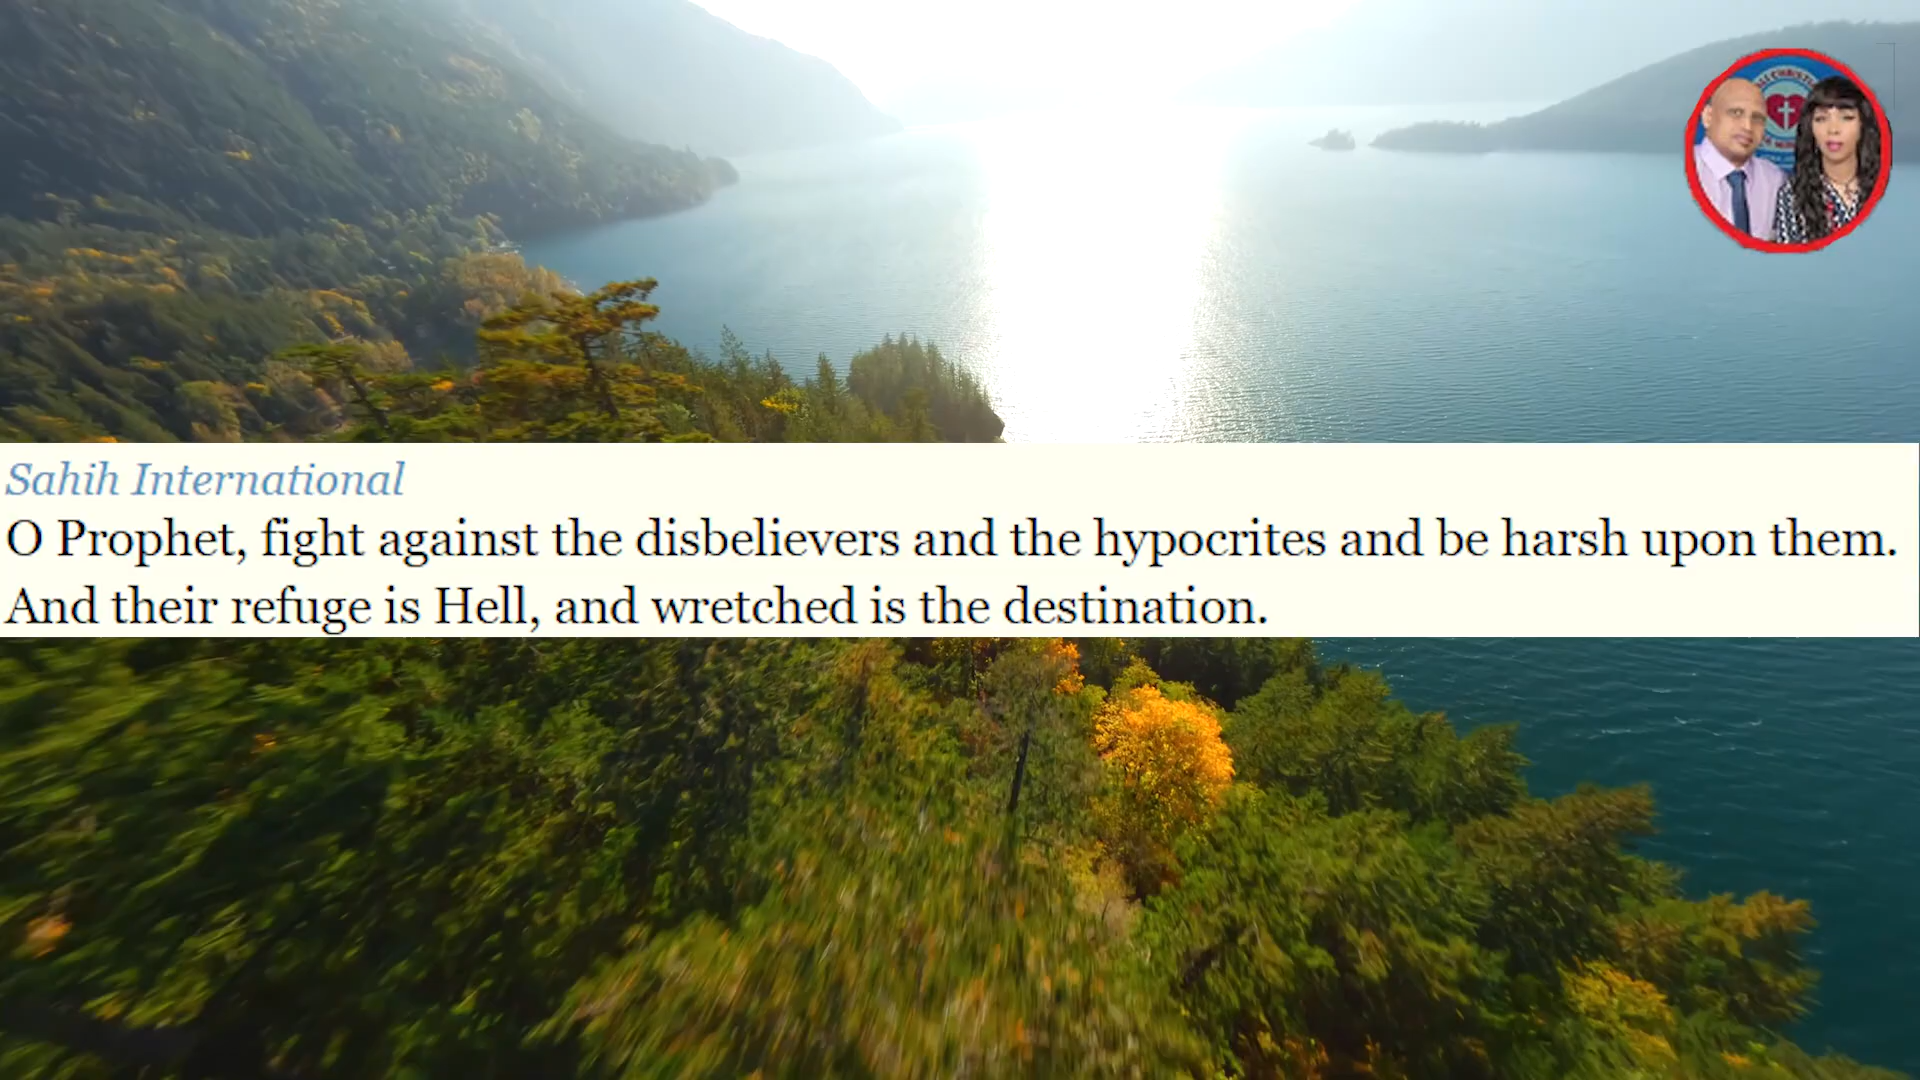 Sahih International
O Prophet, fight against the disbelievers and the hypocrites and be harsh upon them.
And their refuge is Hell, and wretched is the destination.